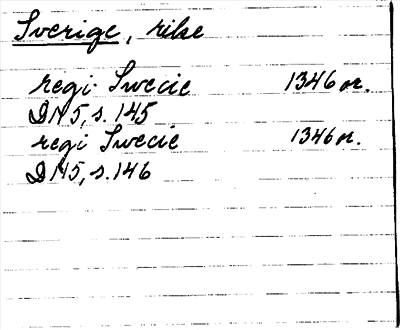 Sverige, rike
regi Swecie 1346 or.
DN5, s. 145
regi Swecie 1346 or.
DN5, s. 146